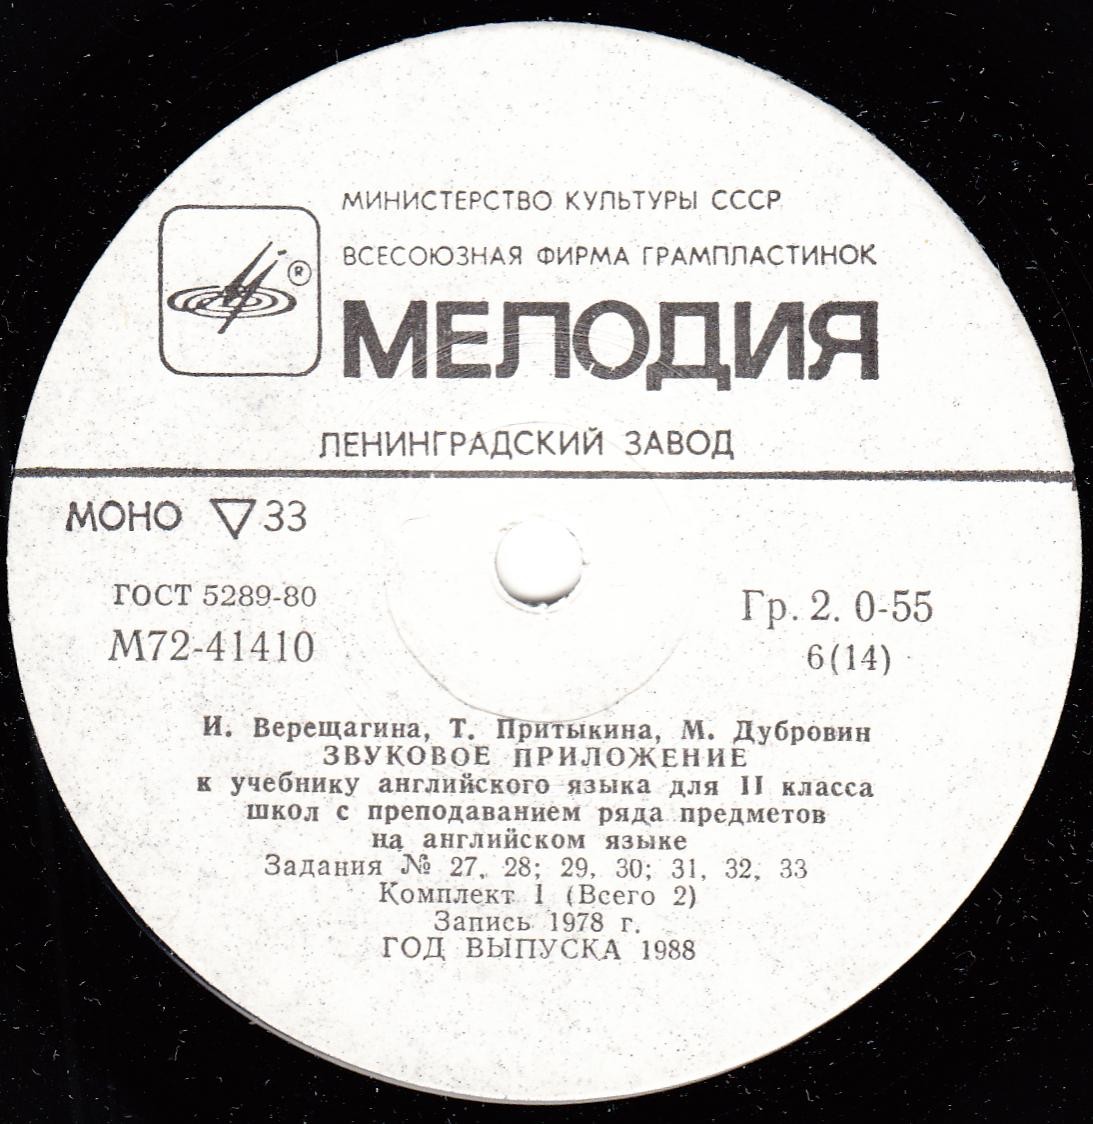 МИНИСТЕРСТВО КУЛЬТУРЫ СССР
ВСЕСОЮЗНАЯ ФИРМА ГРАМПЛАСТИНОК
®
МЕЛОДИЯ
ЛЕНИНГРАДСКИЙ ЗАВОД
МОНО ▽ 33
ГОСТ 5289-80
М72-41410
Гр. 2. 0-55
6(14)
И. Верещагина, Т. Притыкина, М. Дубровин
ЗВУКОВОЕ ПРИЛОЖЕНИЕ
к учебнику английского языка для II класса
школ с преподаванием ряда предметов
на английском языке
Задания № 27, 28; 29, 30; 31, 32, 33
Комплект 1 (Всего 2)
Запись 1978 г.
ГОД ВЫПУСКА 1988